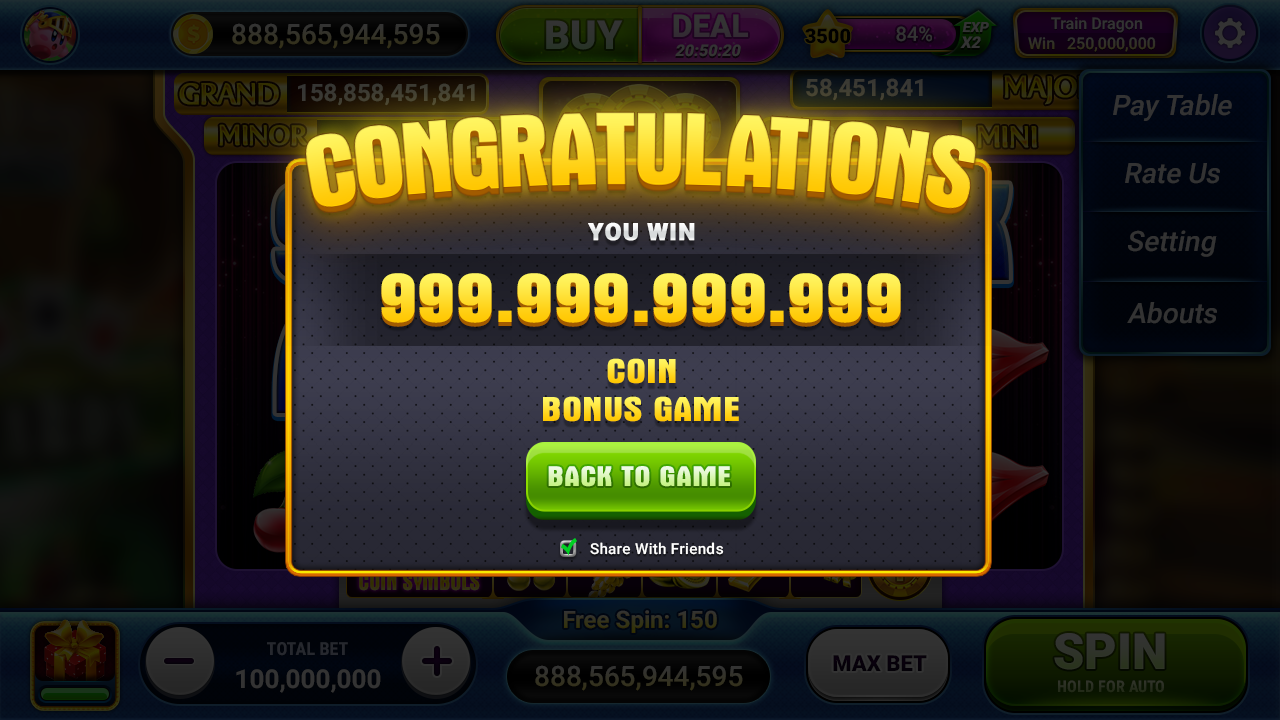 888,565,944,595
BUY
DEAL
20:50:20
3500
84%
EXP
X2
Train Dragon
Win 250,000,000
GRAND
158,858,451,841
58,451,841
MAJO
MINOR
MINI
Pay Table
Rate Us
Setting
Abouts
CONGRATULATIONS
YOU WIN
999.999.999.999
COIN
BONUS GAME
BACK TO GAME
Share With Friends
COIN SYMBOLS
Free Spin: 150
TOTAL BET
100,000,000
888,565,944,595
MAX BET
SPIN
HOLD FOR AUTO